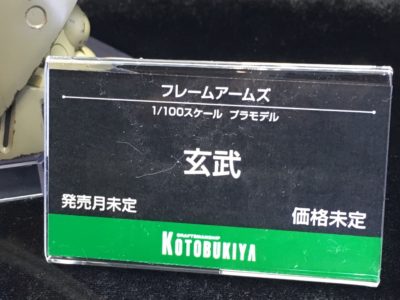 フレームアームズ
1/100スケール プラモデル
玄武
発売月未定 価格未定
CRAFTSMANSHIP
KOTOBUKIYA